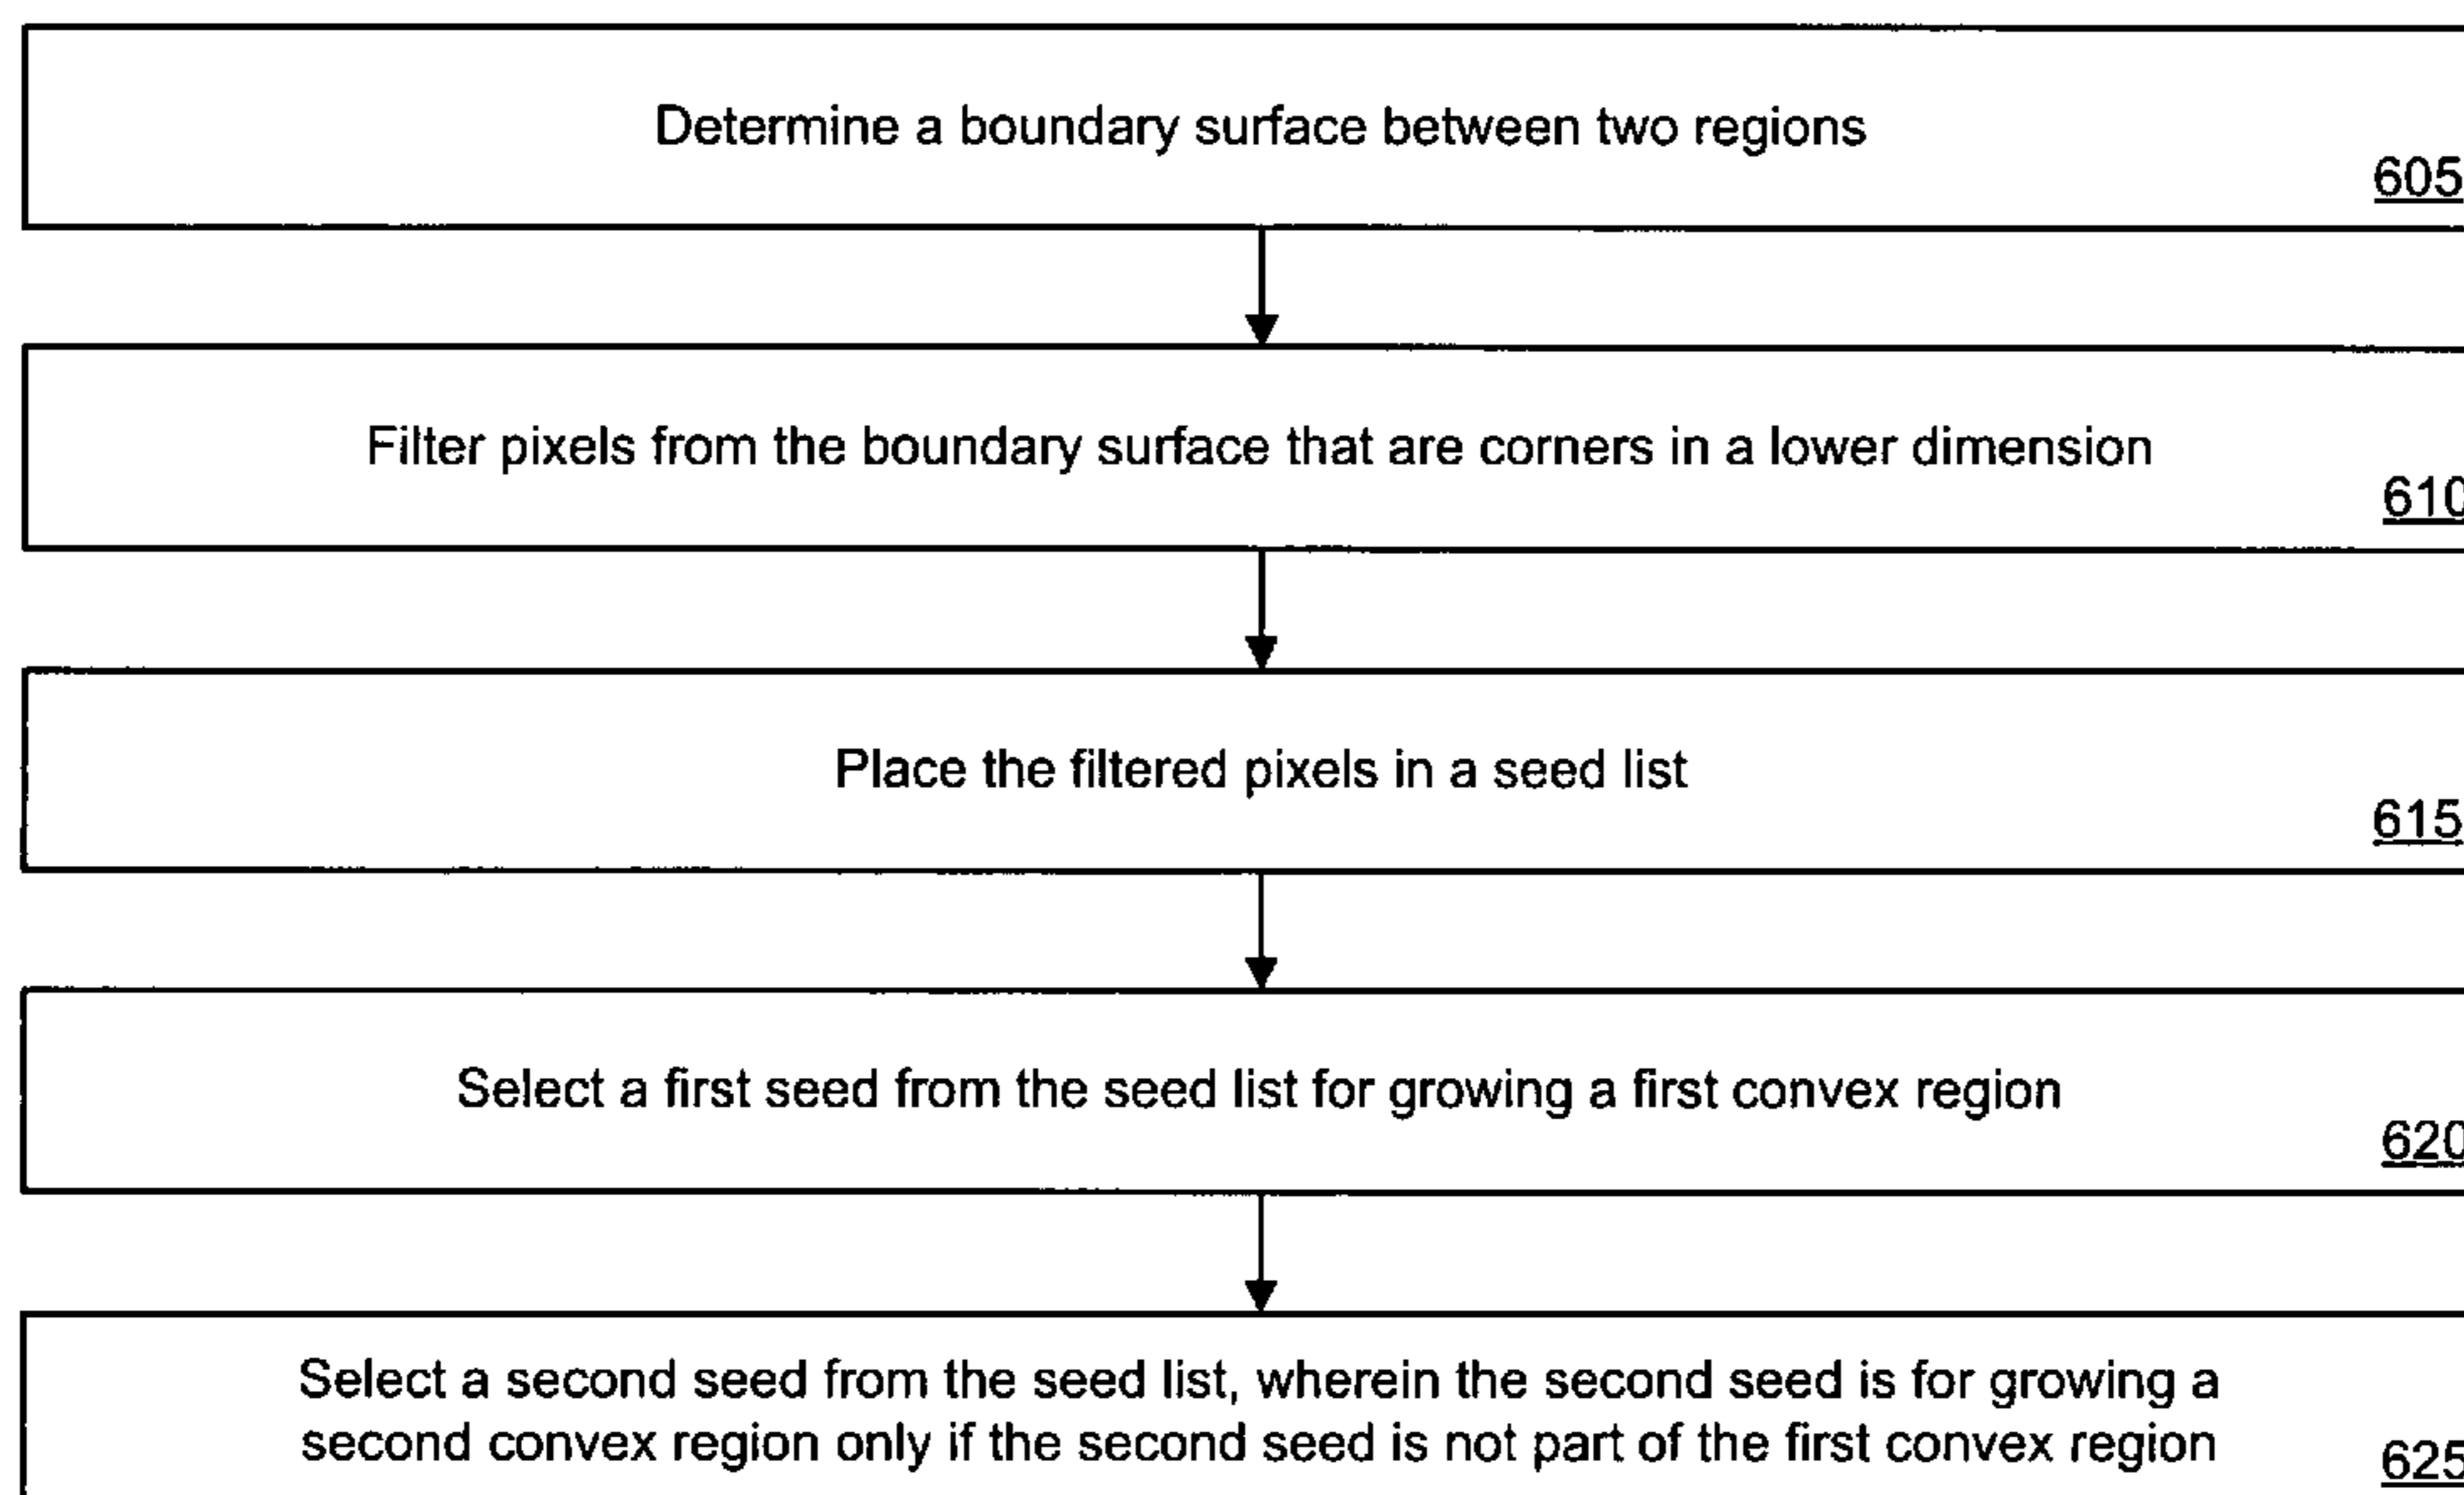 Determine a boundary surface between two regions
605
Filter pixels from the boundary surface that are corners in a lower dimension
610
Place the filtered pixels in a seed list
615
Select a first seed from the seed list for growing a first convex region
620
Select a second seed from the seed list, wherein the second seed is for growing a
second convex region only if the second seed is not part of the first convex region
625